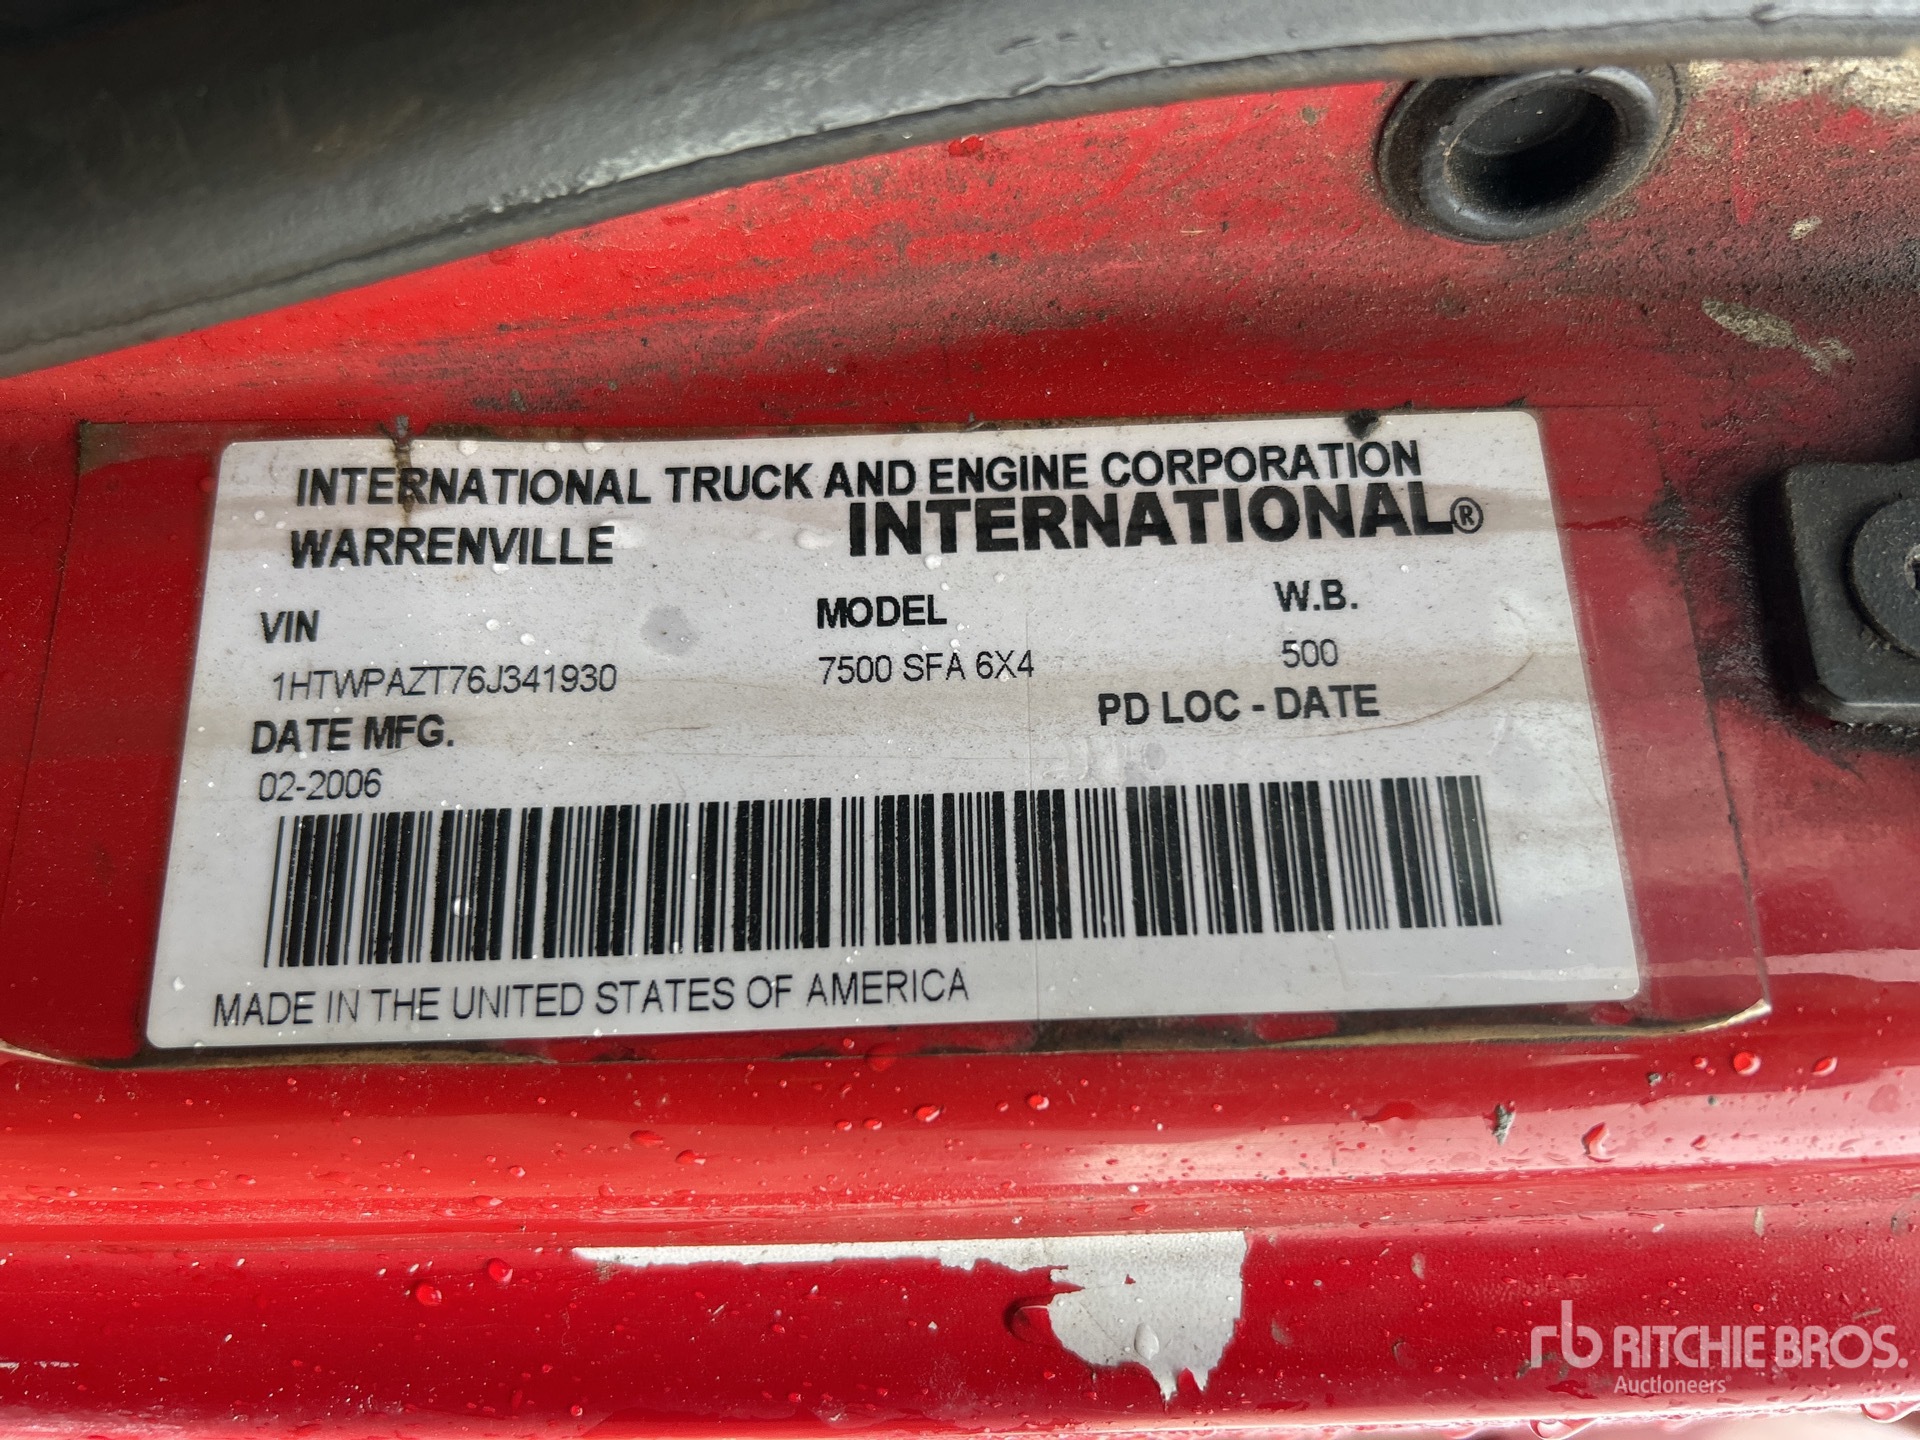 INTERNATIONAL TRUCK AND ENGINE CORPORATION
WARRENVILLE INTERNATIONAL®
VIN MODEL W.B.
1HTWPAZT76J341930 7500 SFA 6X4 500
DATE MFG. PD LOC - DATE
02-2006
MADE IN THE UNITED STATES OF AMERICA
rb RITCHIE BROS.
Auctioneers